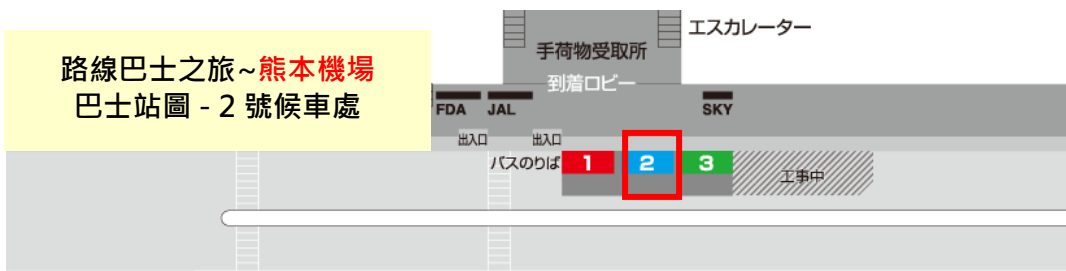 路線巴士之旅~熊本機場
巴士站圖 - 2 號候車處
エスカレーター
手荷物受取所
到着ロビー
FDA JAL SKY
出入口 出入口
バスのりば 1 2 3 工事中